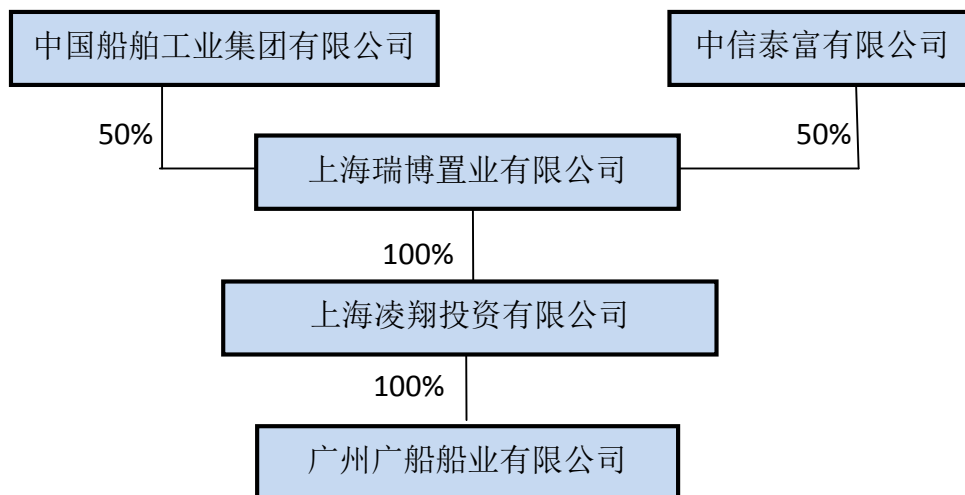 中国船舶工业集团有限公司
中信泰富有限公司
50%
50%
上海瑞博置业有限公司
100%
上海凌翔投资有限公司
100%
广州广船船业有限公司